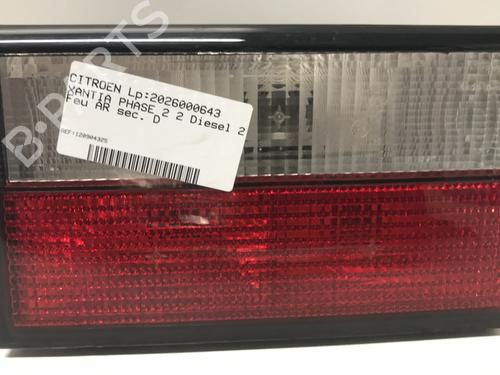 CITROEN Lp:2026000643
XANTIA PHASE 2 2 Diesel 2
Feu AR sec. D
REF:120904325
B-PARTS